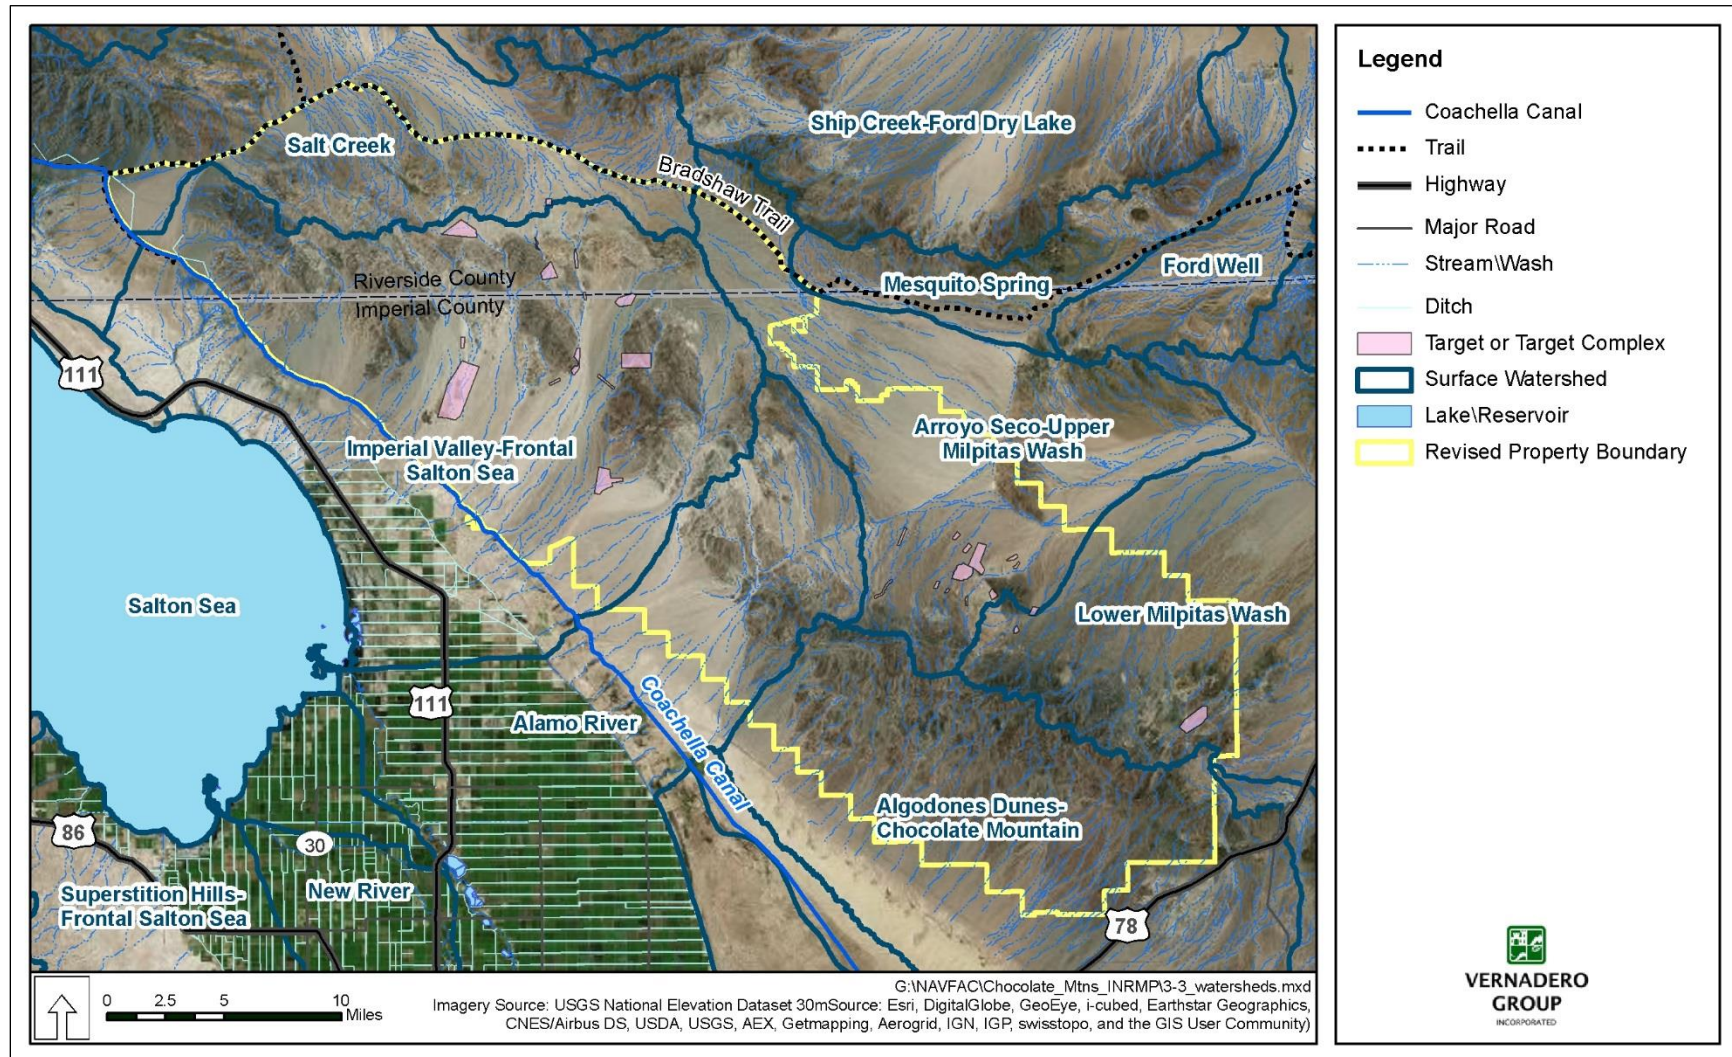 Salt Creek
Ship Creek-Ford Dry Lake
Bradshaw Trail
Mesquito Spring
Ford Well
Riverside County
Imperial County
111
Imperial Valley-Frontal
Salton Sea
Arroyo Seco-Upper
Milpitas Wash
Salton Sea
Lower Milpitas Wash
111
Alamo River
Coachella Canal
Algodones Dunes-
Chocolate Mountain
86
30
New River
Superstition Hills-
Frontal Salton Sea
78
0 2.5 5 10
Miles
G:\NAVFAC\Chocolate_Mtns_INRMP\3-3_watersheds.mxd
Imagery Source: USGS National Elevation Dataset 30mSource: Esri, DigitalGlobe, GeoEye, i-cubed, Earthstar Geographics,
CNES/Airbus DS, USDA, USGS, AEX, Getmapping, Aerogrid, IGN, IGP, swisstopo, and the GIS User Community)
Legend
Coachella Canal
Trail
Highway
Major Road
Stream\Wash
Ditch
Target or Target Complex
Surface Watershed
Lake\Reservoir
Revised Property Boundary
VERNADERO
GROUP
INCORPORATED